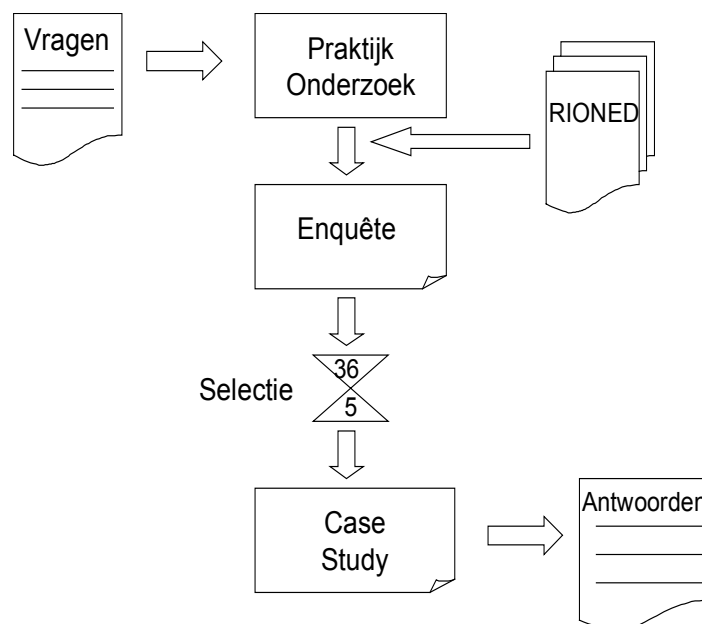 Vragen
Praktijk
Onderzoek
RIONED
Enquête
Selectie
36
5
Case
Study
Antwoorden